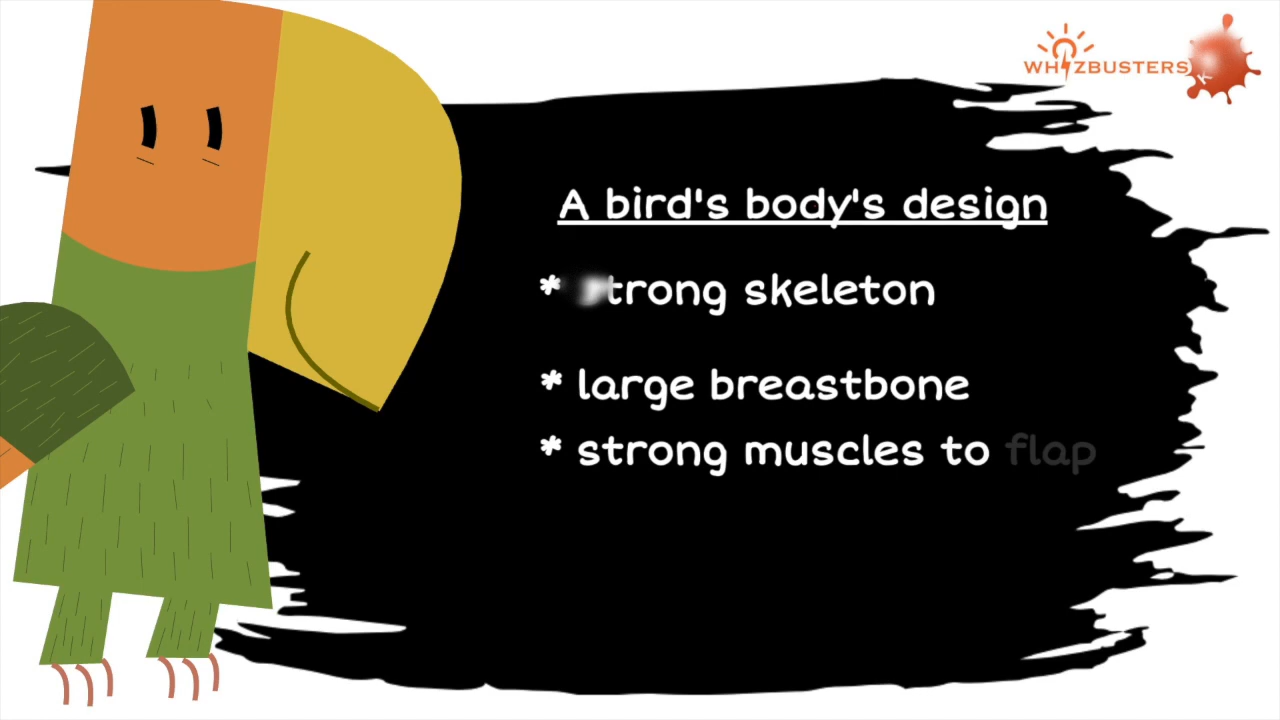 WHIZBUSTERS
A bird's body's design
* strong skeleton
* large breastbone
* strong muscles to flap